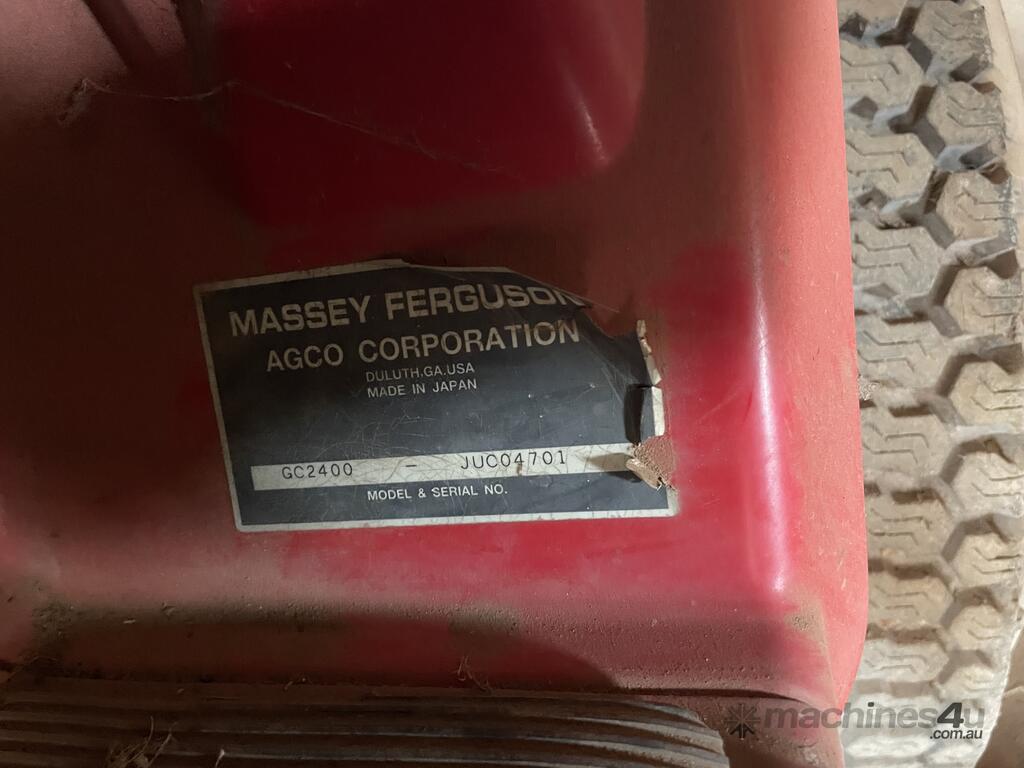 MASSEY FERGUSON
AGCO CORPORATION
DULUTH,GA.USA
MADE IN JAPAN
GC2400 - JUC04701
MODEL & SERIAL NO.
machines4u
.com.au